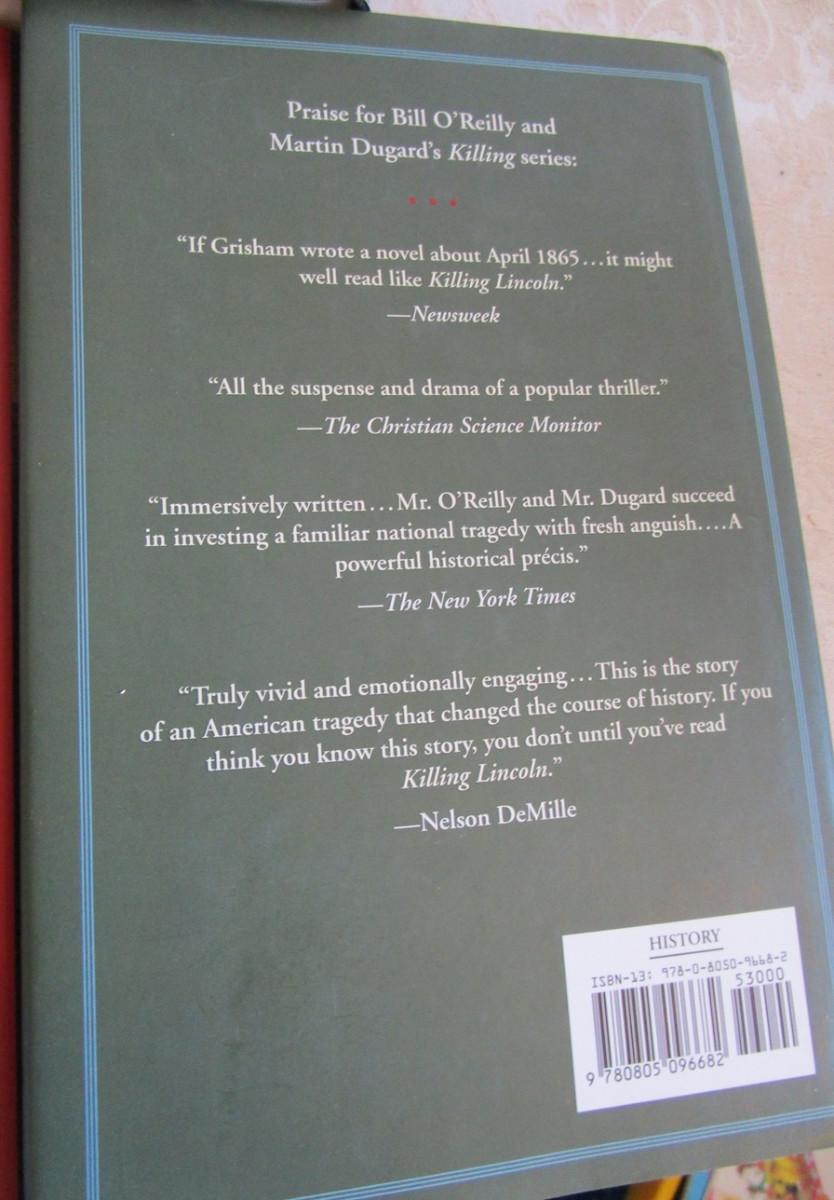 Praise for Bill O’Reilly and
Martin Dugard’s Killing series:
“If Grisham wrote a novel about April 1865...it might
well read like Killing Lincoln.”
—Newsweek
“All the suspense and drama of a popular thriller.”
—The Christian Science Monitor
“Immersively written...Mr. O’Reilly and Mr. Dugard succeed
in investing a familiar national tragedy with fresh anguish....A
powerful historical précis.”
—The New York Times
“Truly vivid and emotionally engaging...This is the story
of an American tragedy that changed the course of history. If you
think you know this story, you don’t until you’ve read
Killing Lincoln.”
—Nelson DeMille
HISTORY
ISBN-13: 978-0-8050-9668-2
53000
9 780805 096682